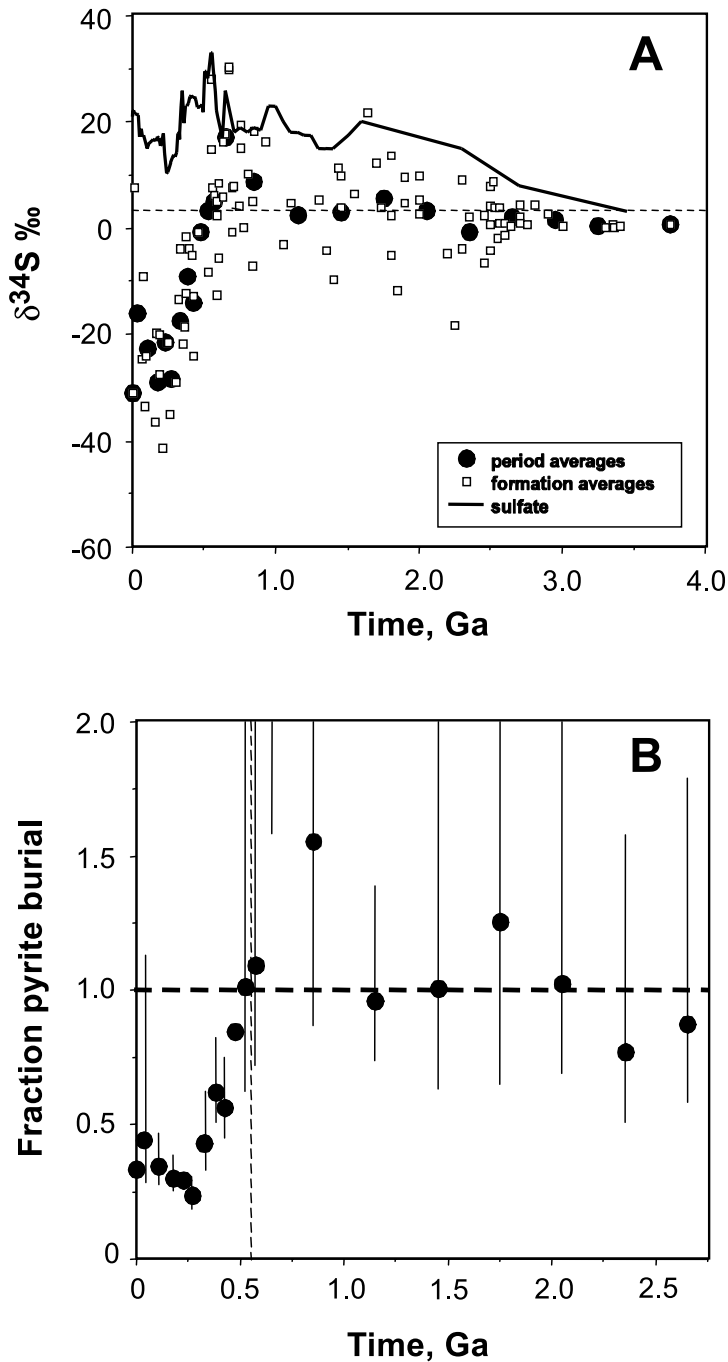 A
δ34S ‰
40
20
0
-20
-40
-60
period averages
formation averages
sulfate
0
1.0
2.0
3.0
4.0
Time, Ga
B
Fraction pyrite burial
2.0
1.5
1.0
0.5
0
0
0.5
1.0
1.5
2.0
2.5
Time, Ga